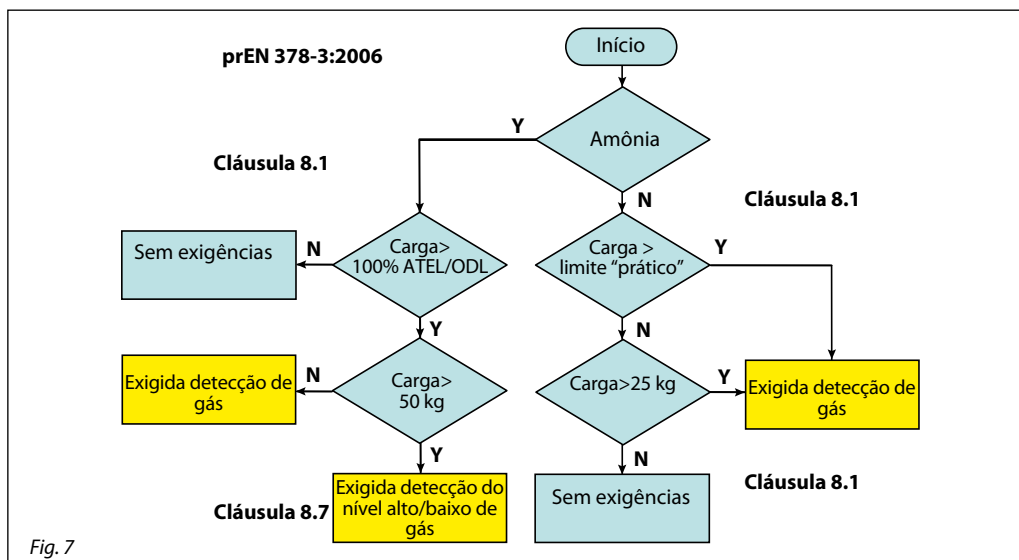 prEN 378-3:2006
Início
Amônia
Y
N
Cláusula 8.1
Cláusula 8.1
Sem exigências
N
Carga>
100% ATEL/ODL
Y
Carga >
limite “prático”
Y
N
Exigida detecção de
gás
N
Carga>
50 kg
Y
Carga>25 kg
Y
N
Exigida detecção de
gás
Cláusula 8.7
Exigida detecção do
nível alto/baixo de
gás
Sem exigências
Cláusula 8.1
Fig. 7